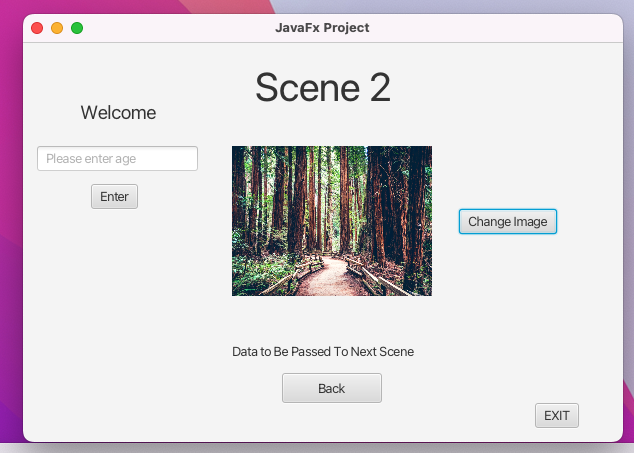 JavaFx Project
Scene 2
Welcome
Please enter age
Enter
Change Image
Data to Be Passed To Next Scene
Back
EXIT